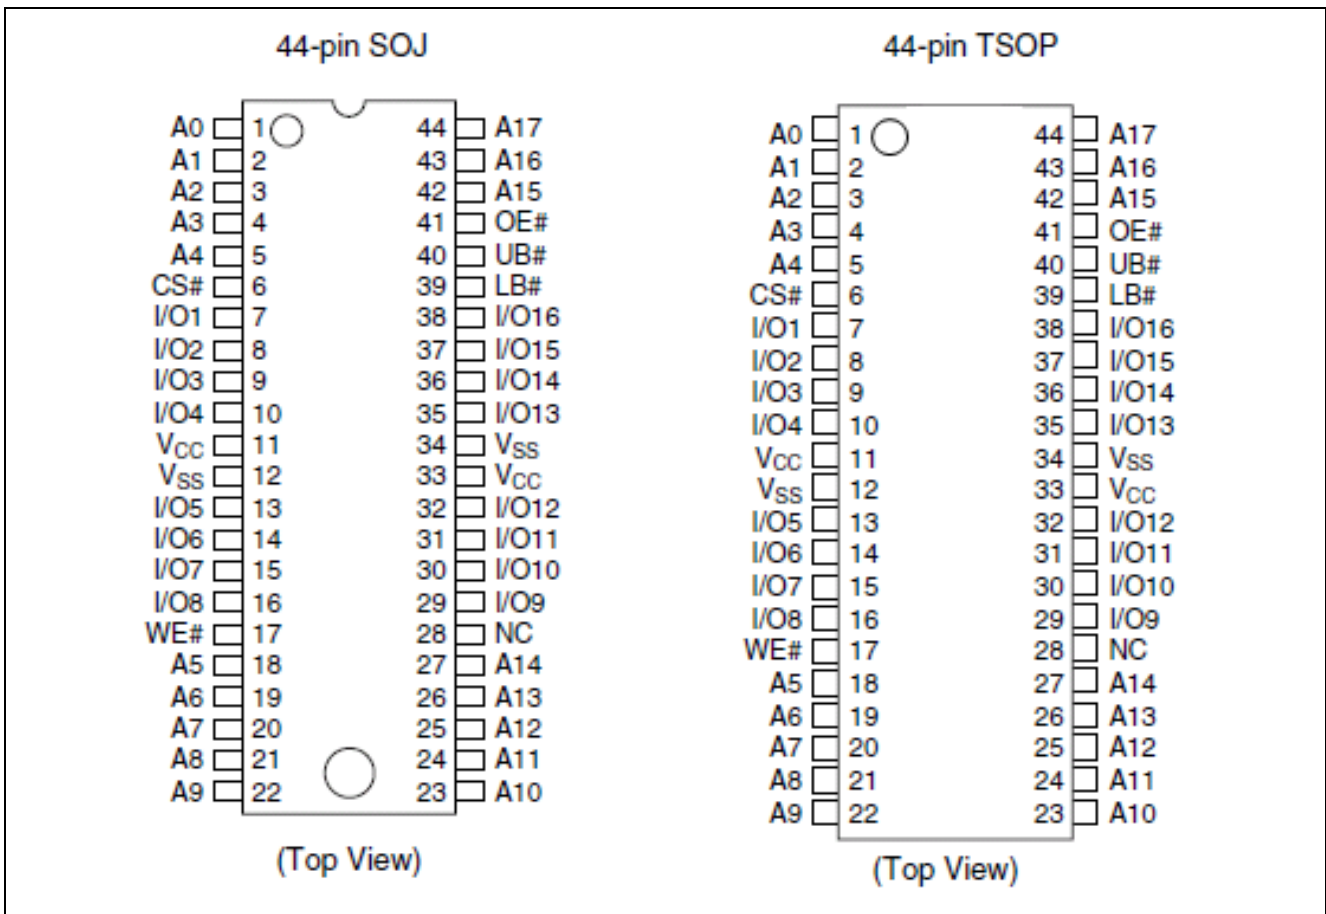 44-pin SOJ
A0 1 44 A17
A1 2 43 A16
A2 3 42 A15
A3 4 41 OE#
A4 5 40 UB#
CS# 6 39 LB#
I/O1 7 38 I/O16
I/O2 8 37 I/O15
I/O3 9 36 I/O14
I/O4 10 35 I/O13
VCC 11 34 VSS
VSS 12 33 VCC
I/O5 13 32 I/O12
I/O6 14 31 I/O11
I/O7 15 30 I/O10
I/O8 16 29 I/O9
WE# 17 28 NC
A5 18 27 A14
A6 19 26 A13
A7 20 25 A12
A8 21 24 A11
A9 22 23 A10
(Top View)
44-pin TSOP
A0 1 44 A17
A1 2 43 A16
A2 3 42 A15
A3 4 41 OE#
A4 5 40 UB#
CS# 6 39 LB#
I/O1 7 38 I/O16
I/O2 8 37 I/O15
I/O3 9 36 I/O14
I/O4 10 35 I/O13
VCC 11 34 VSS
VSS 12 33 VCC
I/O5 13 32 I/O12
I/O6 14 31 I/O11
I/O7 15 30 I/O10
I/O8 16 29 I/O9
WE# 17 28 NC
A5 18 27 A14
A6 19 26 A13
A7 20 25 A12
A8 21 24 A11
A9 22 23 A10
(Top View)